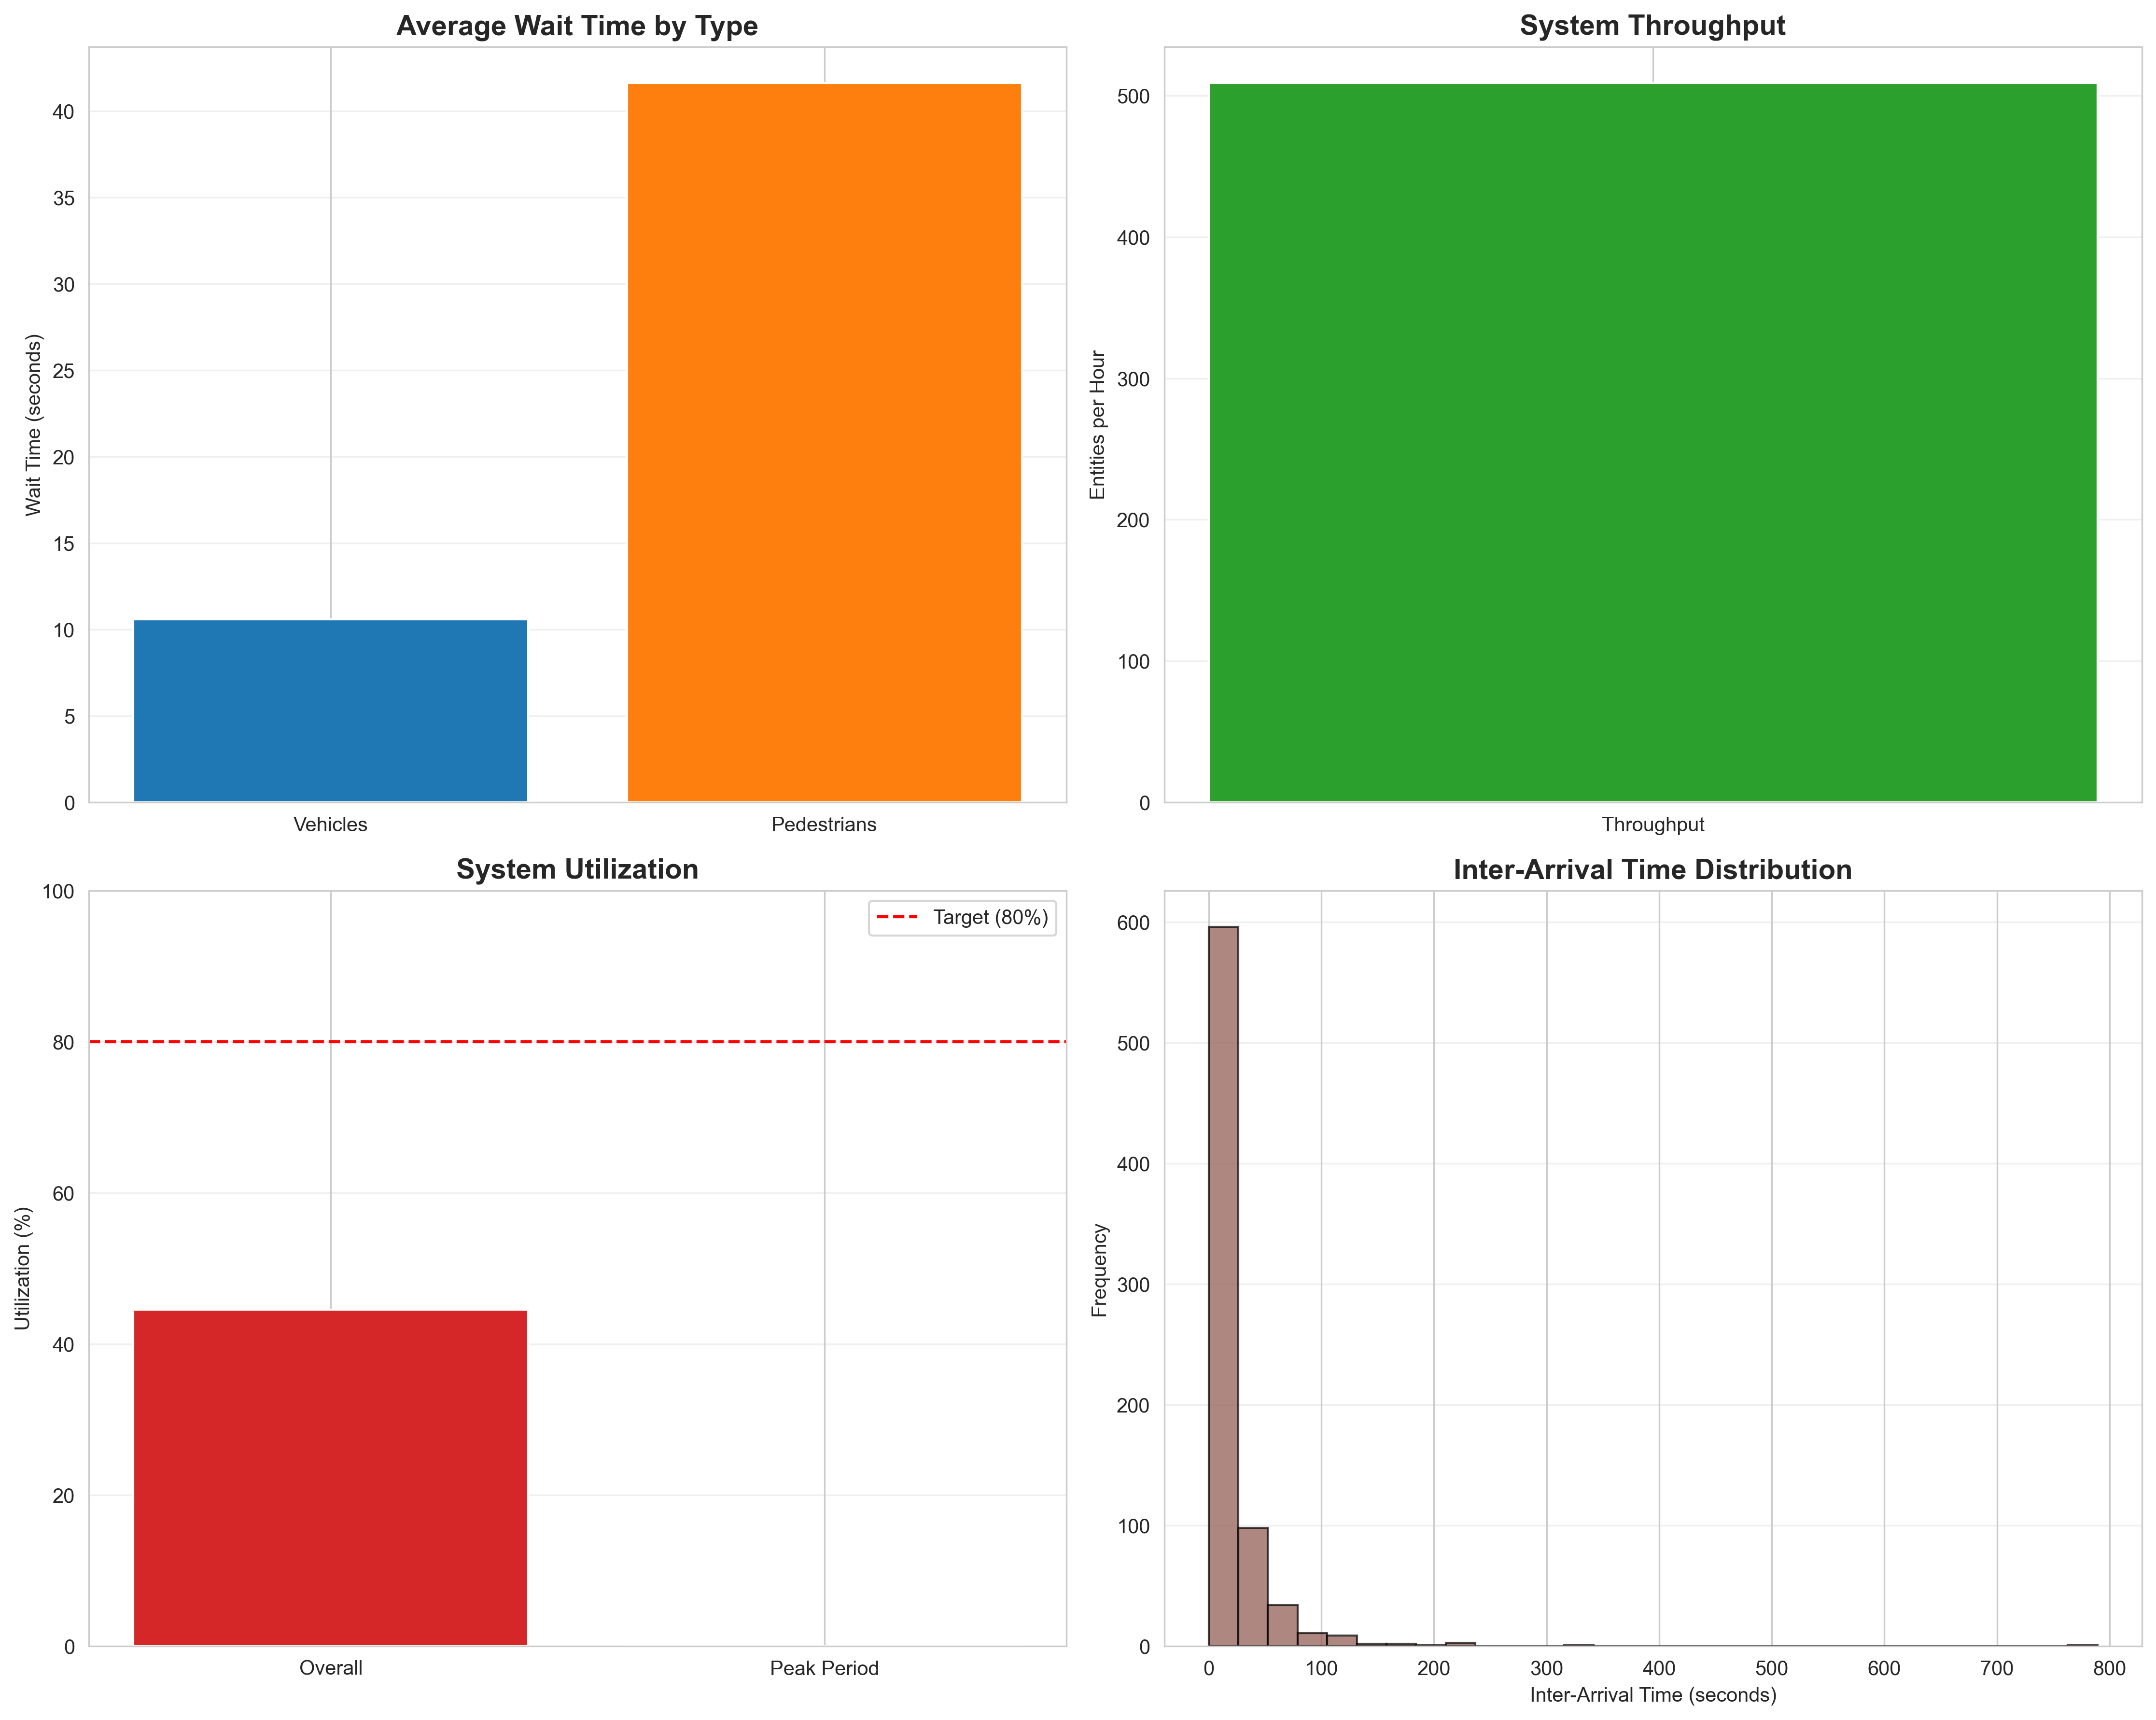 Average Wait Time by Type
Wait Time (seconds)
40
35
30
25
20
15
10
5
0
Vehicles
Pedestrians
System Throughput
Entities per Hour
500
400
300
200
100
0
Throughput
System Utilization
Utilization (%)
100
80
60
40
20
0
Target (80%)
Overall
Peak Period
Inter-Arrival Time Distribution
Frequency
600
500
400
300
200
100
0
0 100 200 300 400 500 600 700 800
Inter-Arrival Time (seconds)